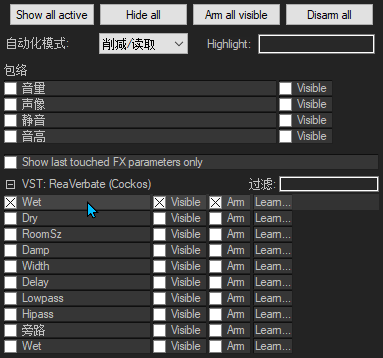 Show all active Hide all Arm all visible Disarm all
自动化模式: 削减/读取 Highlight:
包络
音量 Visible
声像 Visible
静音 Visible
音高 Visible
Show last touched FX parameters only
VST: ReaVerbate (Cockos) 过滤:
Wet Visible Arm Learn...
Dry Visible Arm Learn...
RoomSz Visible Arm Learn...
Damp Visible Arm Learn...
Width Visible Arm Learn...
Delay Visible Arm Learn...
Lowpass Visible Arm Learn...
Hipass Visible Arm Learn...
旁路 Visible Arm Learn...
Wet Visible Arm Learn...